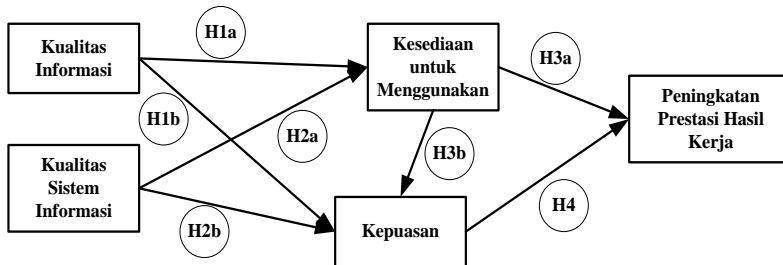 Kualitas
Informasi
H1a
Kesediaan
untuk
Menggunakan
H3a
Peningkatan
Prestasi Hasil
Kerja
H1b
H2a
Kualitas
Sistem
Informasi
H3b
H2b
Kepuasan
H4